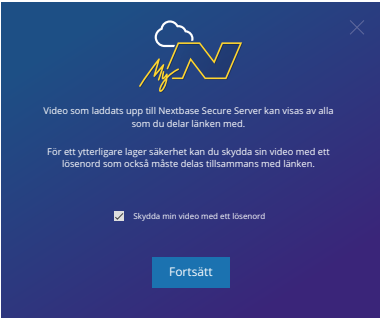 My N
Video som laddats upp till Nextbase Secure Server kan visas av alla
som du delar länken med.
För ett ytterligare lager säkerhet kan du skydda sin video med ett
lösenord som också måste delas tillsammans med länken.
Skydda min video med ett lösenord
Fortsätt